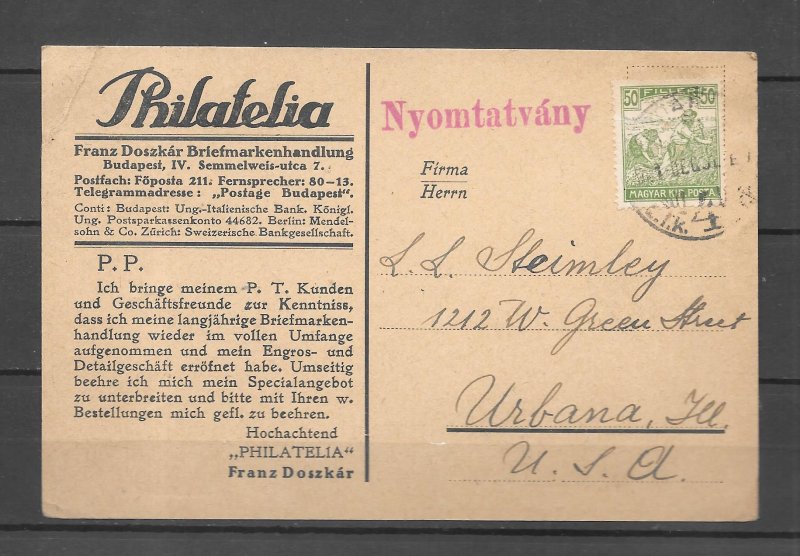 Philatelia
Franz Doszkár Briefmarkenhandlung
Budapest, IV. Semmelweis-utca 7.
Postfach: Föposta 211. Fernsprecher: 80–13.
Telegrammadresse: „Postage Budapest".
Conti: Budapest: Ung.-Italienische Bank. Königl.
Ung. Postsparkassenkonto 44682. Berlin: Mendel-
sohn & Co. Zürich: Sweizerische Bankgesellschaft.
P. P.
Ich bringe meinem P. T. Kunden
und Geschäftsfreunde zur Kenntniss,
dass ich meine langjährige Briefmarken-
handlung wieder im vollen Umfange
aufgenommen und mein Engros- und
Detailgeschäft erröfnet habe. Umseitig
beehre ich mich mein Specialangebot
zu unterbreiten und bitte mit Ihren w.
Bestellungen mich gefl. zu beehren.
Hochachtend
„PHILATELIA"
Franz Doszkár
Nyomtatvány
50 FILLÉR 50
MAGYAR KIR. POSTA
Firma
Herrn
L. L. Steimley
1212 W. Green Street
Urbana, Ill.
U. S. A.